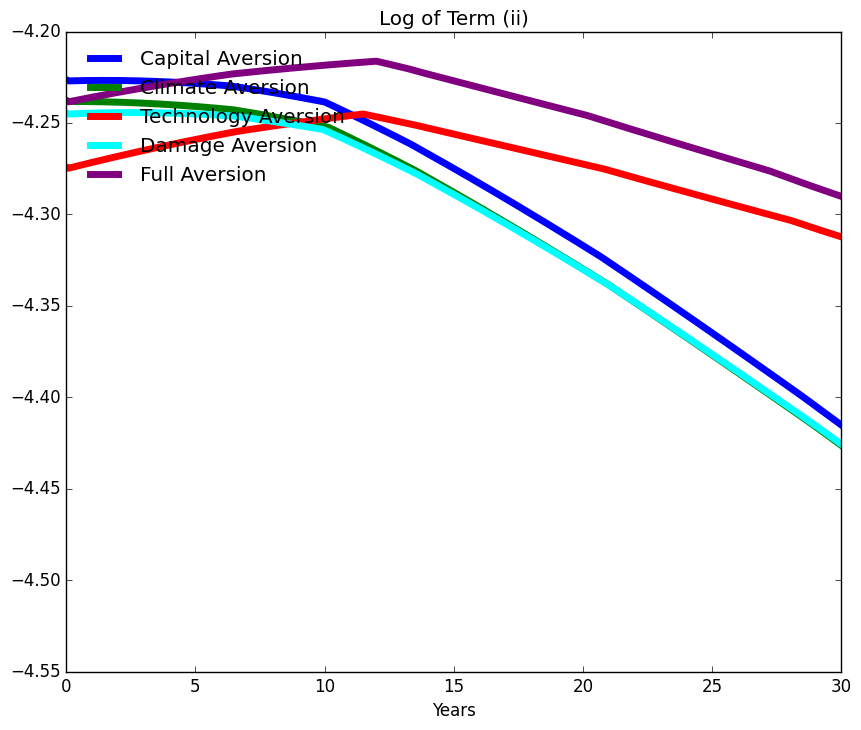 Log of Term (ii)
−4.20
−4.25
−4.30
−4.35
−4.40
−4.45
−4.50
−4.55
Capital Aversion
Climate Aversion
Technology Aversion
Damage Aversion
Full Aversion
0 5 10 15 20 25 30
Years